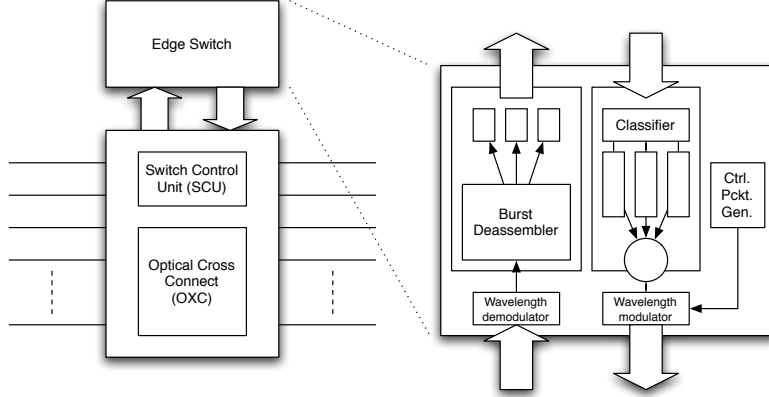 Edge Switch
Switch Control
Unit (SCU)
Optical Cross
Connect
(OXC)
Burst
Deassembler
Wavelength
demodulator
Classifier
Wavelength
modulator
Ctrl.
Pckt.
Gen.